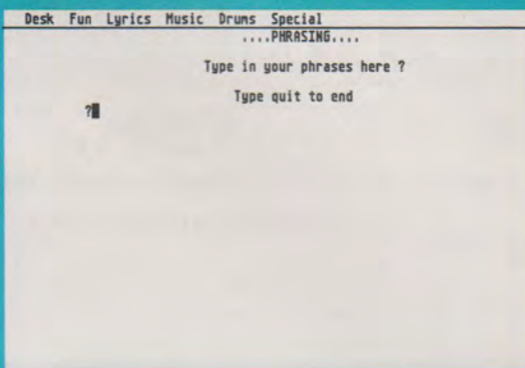 Desk Fun Lyrics Music Drums Special
....PHRASING....
Type in your phrases here ?
Type quit to end
?